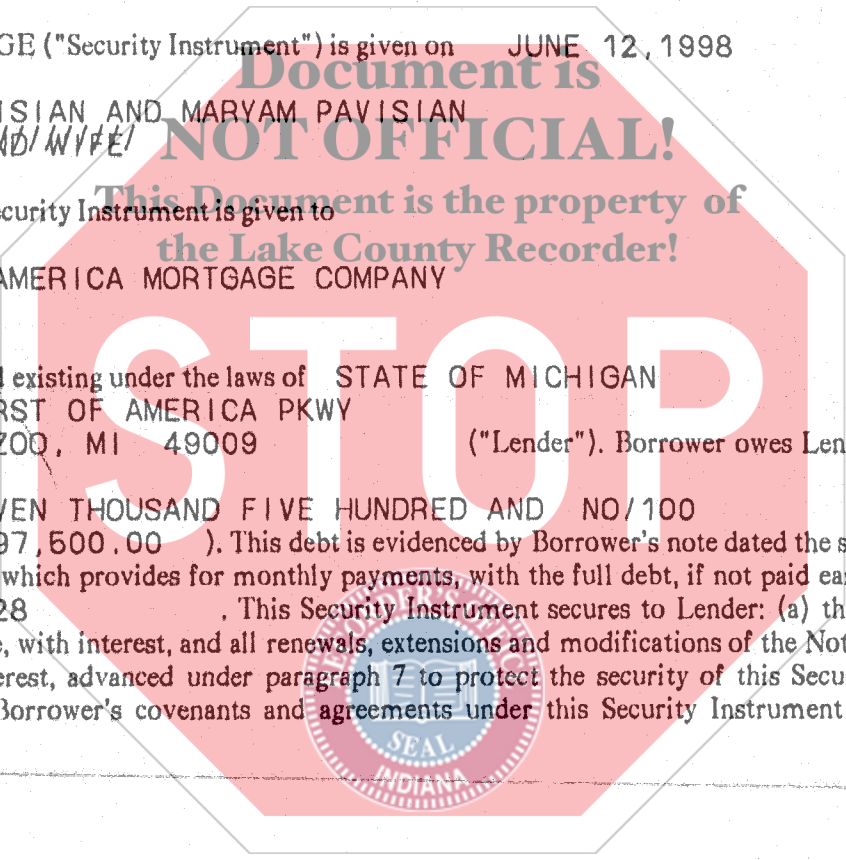 GE ("Security Instrument") is given on JUNE 12,1998
Document is
ISIAN AND MARYAM PAVISIAN
NOT OFFICIAL!
This Document is the property of
ecurity Instrument is given to
the Lake County Recorder!
AMERICA MORTGAGE COMPANY
STOP
existing under the laws of STATE OF MICHIGAN
RST OF AMERICA PKWY
ZOO, MI 49009 ("Lender"). Borrower owes Len
VEN THOUSAND FIVE HUNDRED AND NO/100
97,500.00 ). This debt is evidenced by Borrower's note dated the s
which provides for monthly payments, with the full debt, if not paid ea
28 . This Security Instrument secures to Lender: (a) th
, with interest, and all renewals, extensions and modifications of the Not
erest, advanced under paragraph 7 to protect the security of this Secu
Borrower's covenants and agreements under this Security Instrument
SEAL
INDIANA